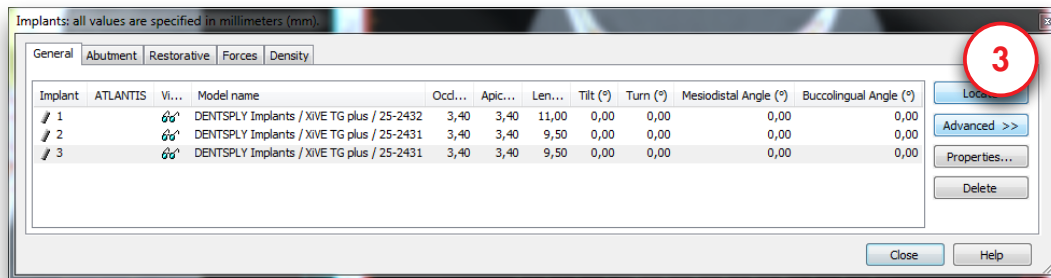 Implants: all values are specified in millimeters (mm).
3
General Abutment Restorative Forces Density
Implant ATLANTIS Vi... Model name Occl... Apic... Len... Tilt (°) Turn (°) Mesiodistal Angle (°) Buccolingual Angle (°)
1 DENTSPLY Implants / XiVE TG plus / 25-2432 3,40 3,40 11,00 0,00 0,00 0,00 0,00
2 DENTSPLY Implants / XiVE TG plus / 25-2431 3,40 3,40 9,50 0,00 0,00 0,00 0,00
3 DENTSPLY Implants / XiVE TG plus / 25-2431 3,40 3,40 9,50 0,00 0,00 0,00 0,00
Advanced >>
Properties...
Delete
Close Help